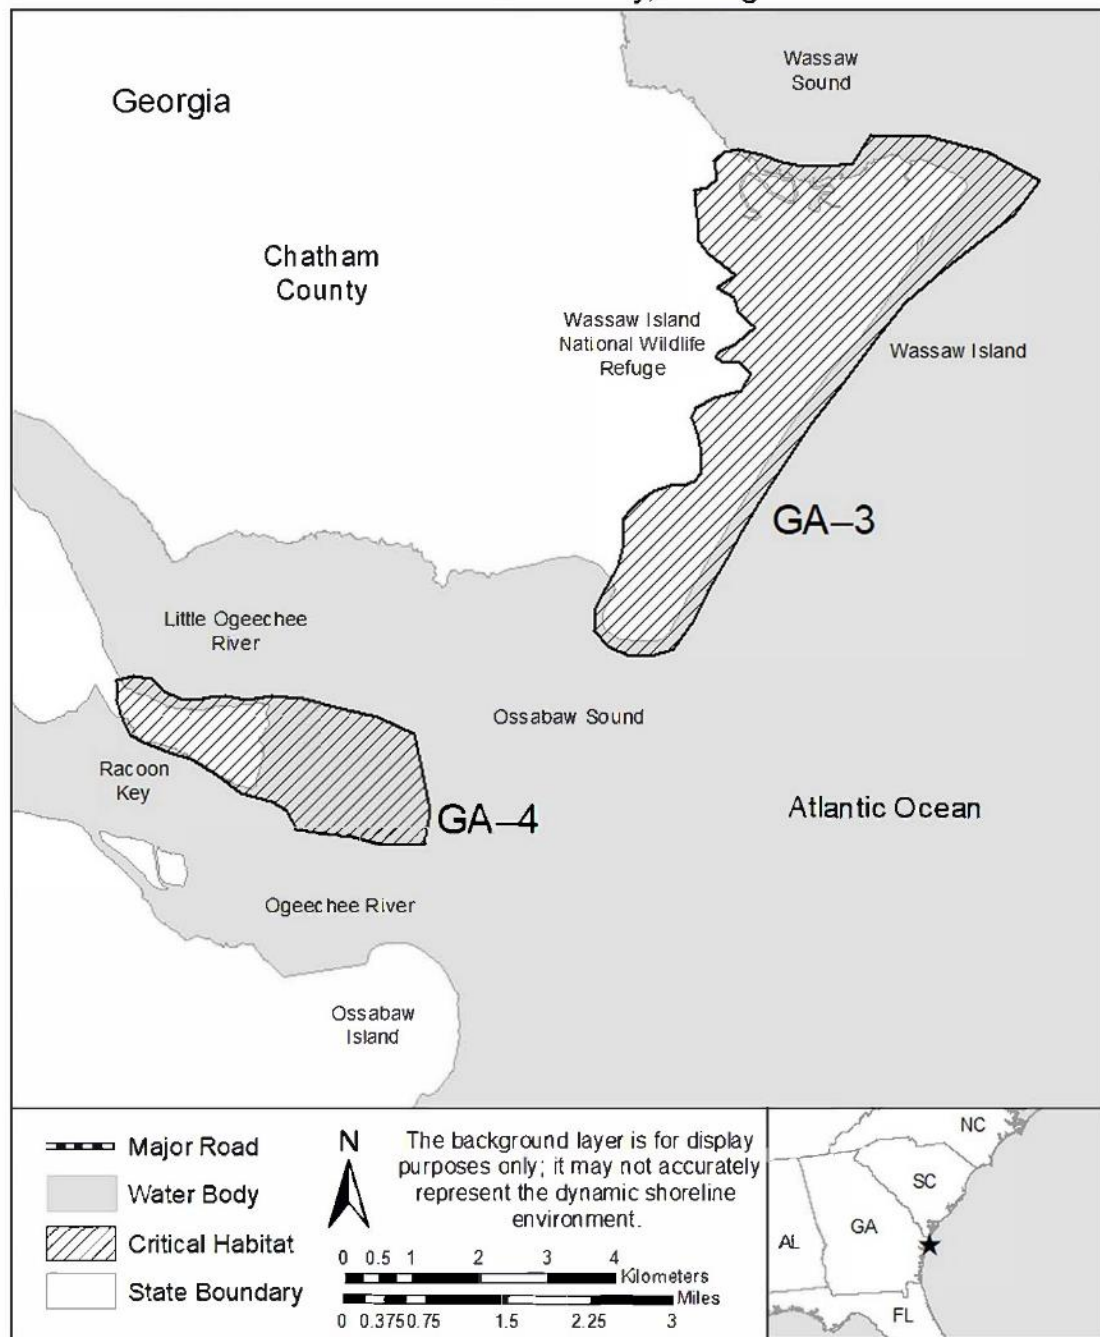 Wassaw
Sound
Georgia
Chatham
County
Wassaw Island
National Wildlife
Refuge
Wassaw Island
GA–3
Little Ogeechee
River
Ossabaw Sound
Racoon
Key
GA–4
Atlantic Ocean
Ogeechee River
Ossabaw
Island
Major Road
Water Body
Critical Habitat
State Boundary
N
The background layer is for display
purposes only; it may not accurately
represent the dynamic shoreline
environment.
0 0.5 1 2 3 4
Kilometers
Miles
0 0.375 0.75 1.5 2.25 3
NC
SC
GA
AL
FL